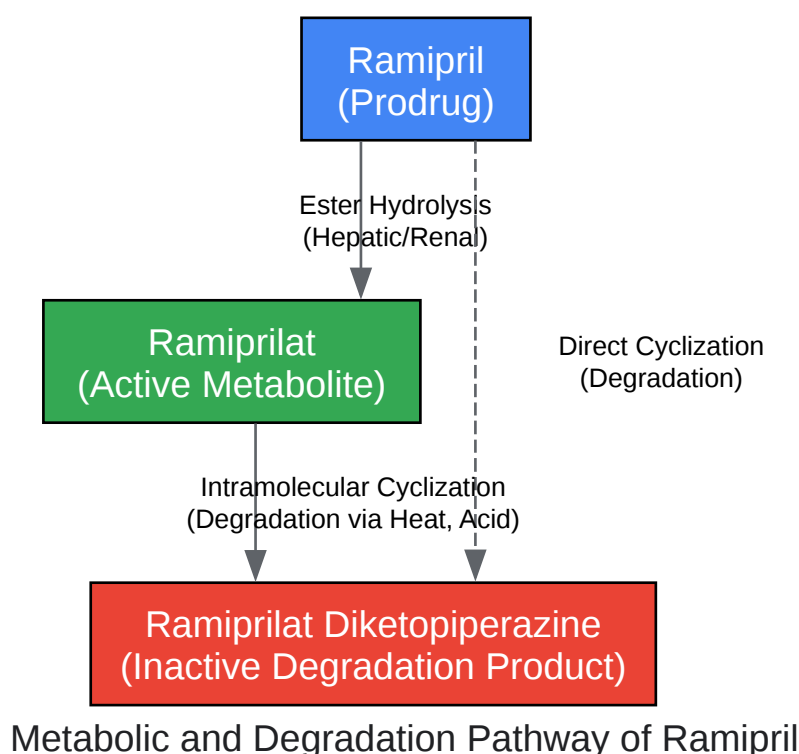 Ramipril
(Prodrug)
Ester Hydrolysis
(Hepatic/Renal)
Ramiprilat
(Active Metabolite)
Direct Cyclization
(Degradation)
Intramolecular Cyclization
(Degradation via Heat, Acid)
Ramiprilat Diketopiperazine
(Inactive Degradation Product)
Metabolic and Degradation Pathway of Ramipril